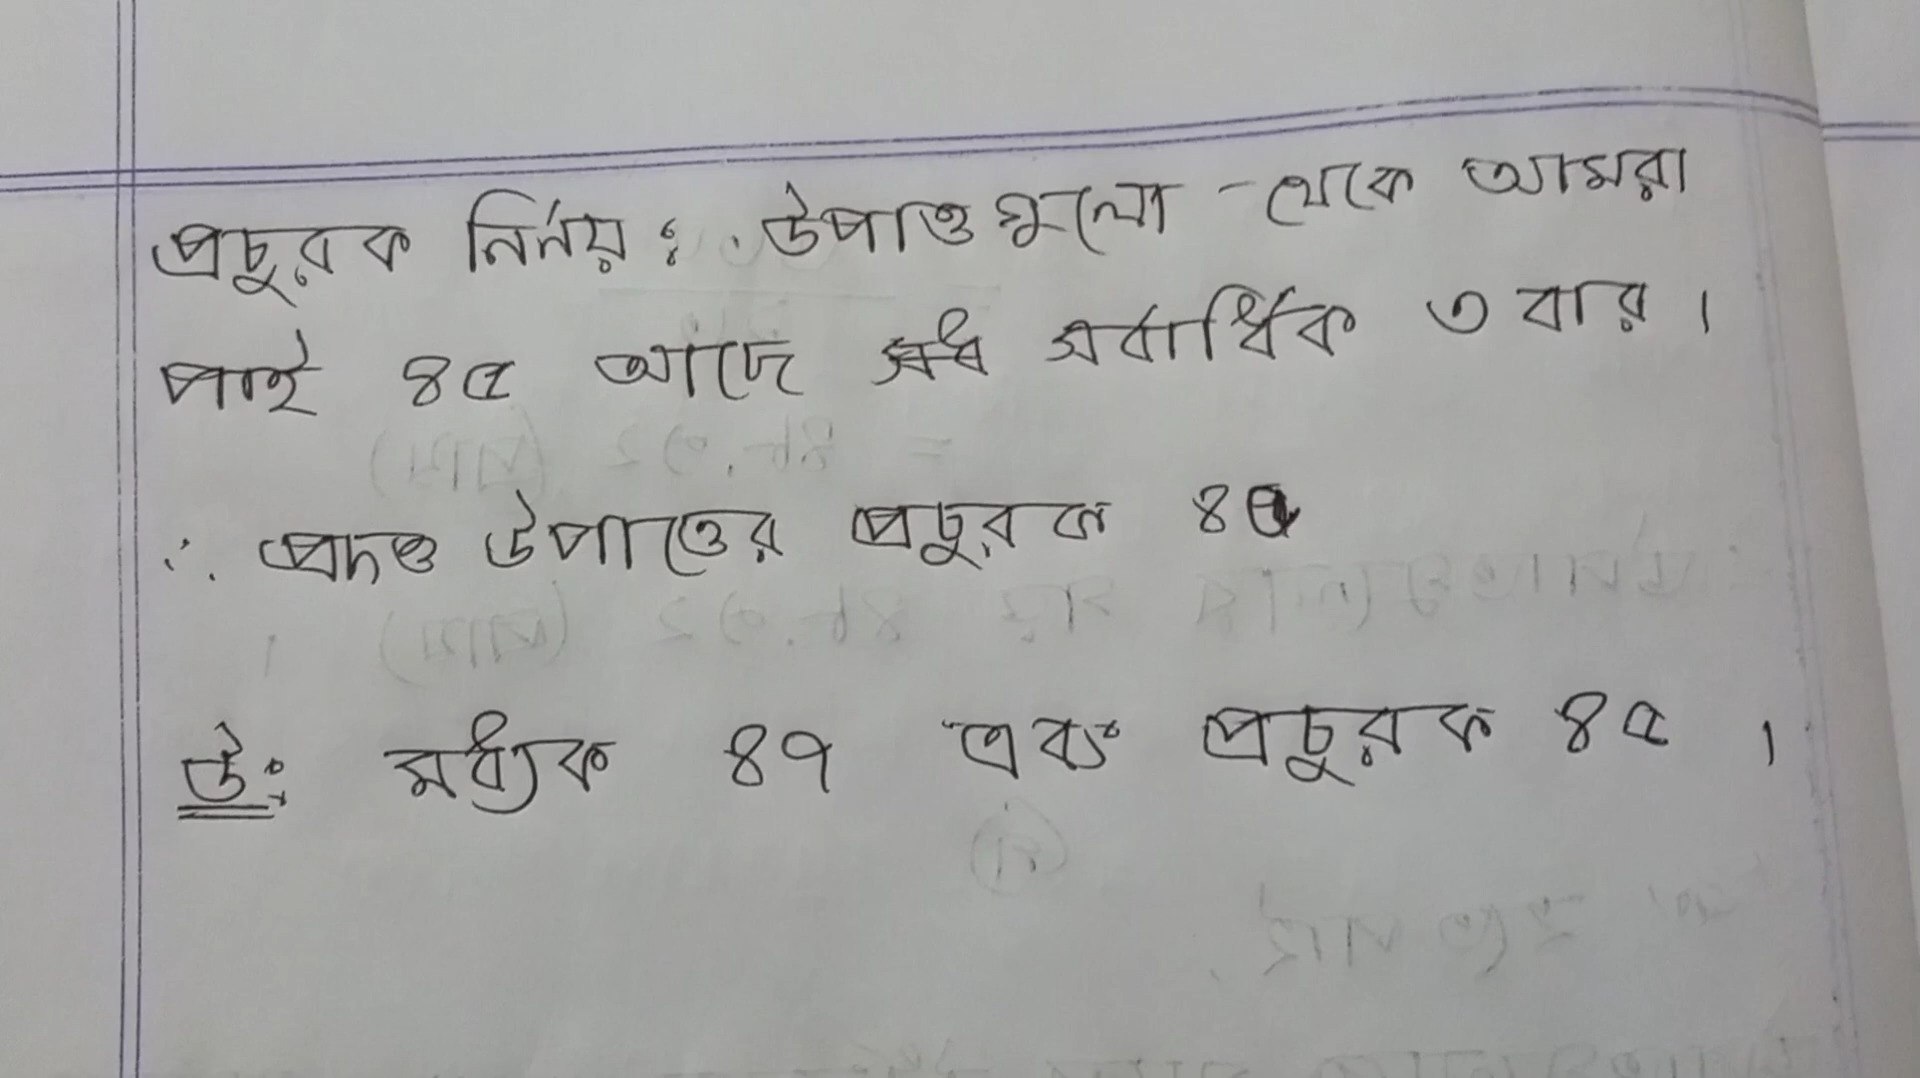 প্রচুরক নির্নয়ঃ উপাত্তগুলো থেকে আমরা
পাই ৪৫ আছে সর্বাধিক ৩ বার।
∴ প্রদত্ত উপাত্তের প্রচুরক ৪৫
উঃ মধ্যক ৪৭ এবং প্রচুরক ৪৫।